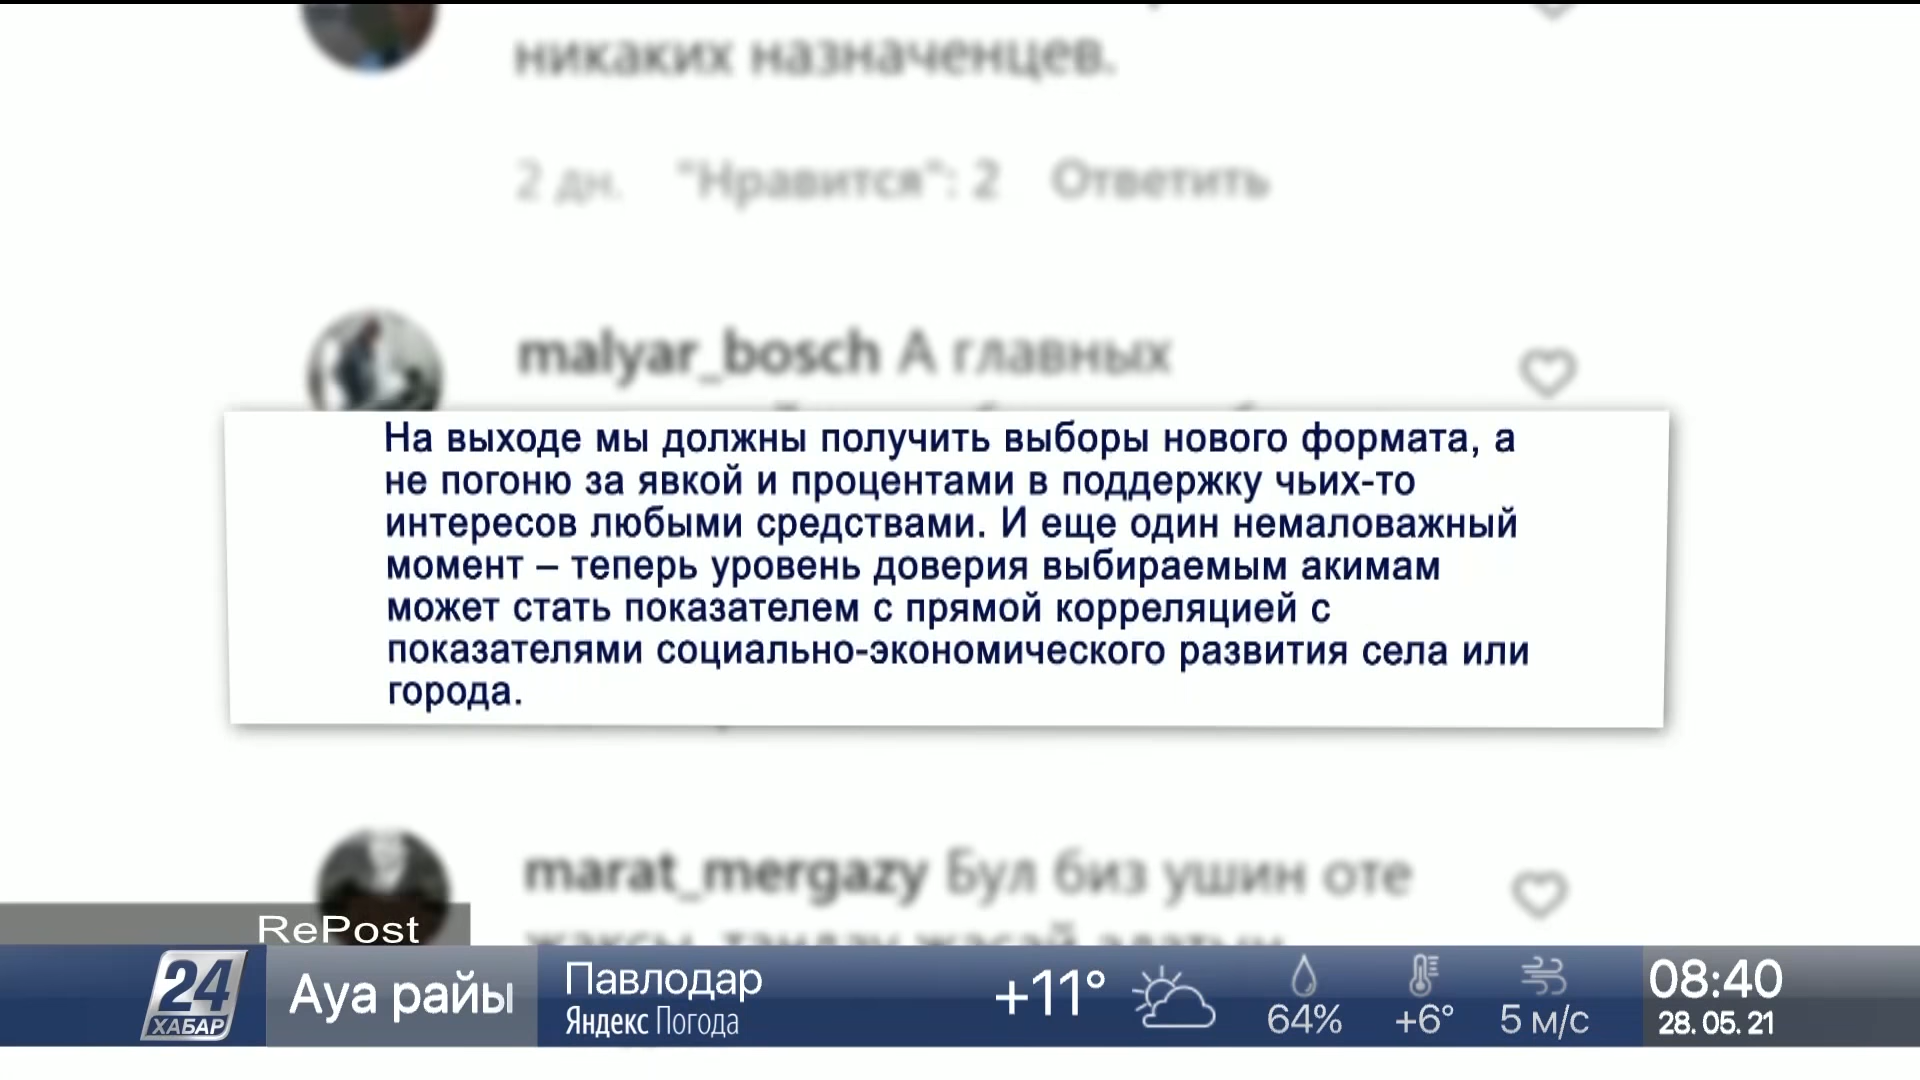 никаких назначенцев.
2 дн. "Нравится": 2 Ответить
malyar_bosch А главных
На выходе мы должны получить выборы нового формата, а
не погоню за явкой и процентами в поддержку чьих-то
интересов любыми средствами. И еще один немаловажный
момент – теперь уровень доверия выбираемым акимам
может стать показателем с прямой корреляцией с
показателями социально-экономического развития села или
города.
marat_mergazy Бул биз ушин оте
RePost
24
ХАБАР
Ауа райы
Павлодар
Яндекс Погода
+11°
64%
+6°
5 м/с
08:40
28.05.21